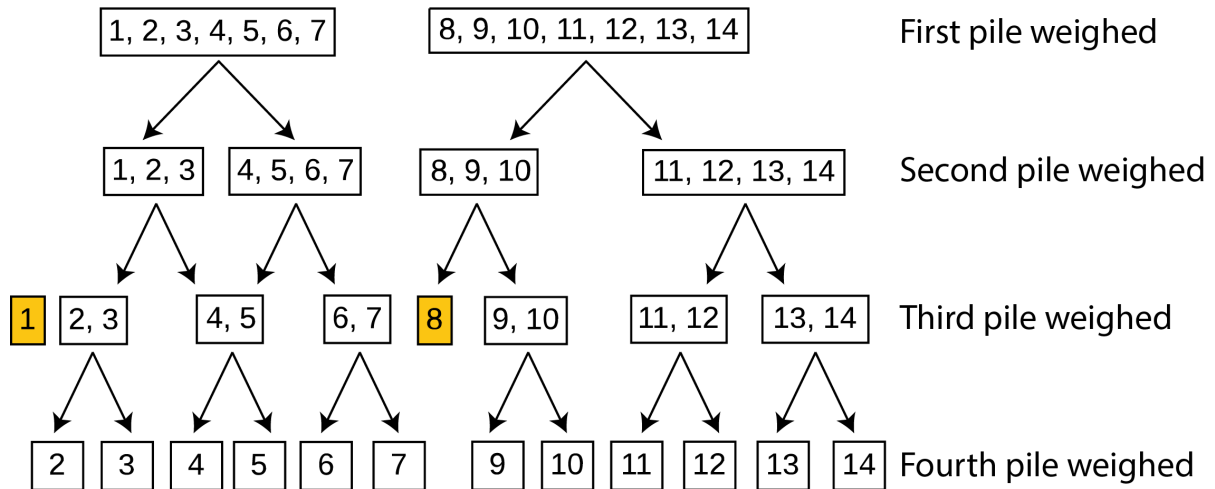 1, 2, 3, 4, 5, 6, 7 8, 9, 10, 11, 12, 13, 14 First pile weighed
1, 2, 3 4, 5, 6, 7 8, 9, 10 11, 12, 13, 14 Second pile weighed
1 2, 3 4, 5 6, 7 8 9, 10 11, 12 13, 14 Third pile weighed
2 3 4 5 6 7 9 10 11 12 13 14 Fourth pile weighed